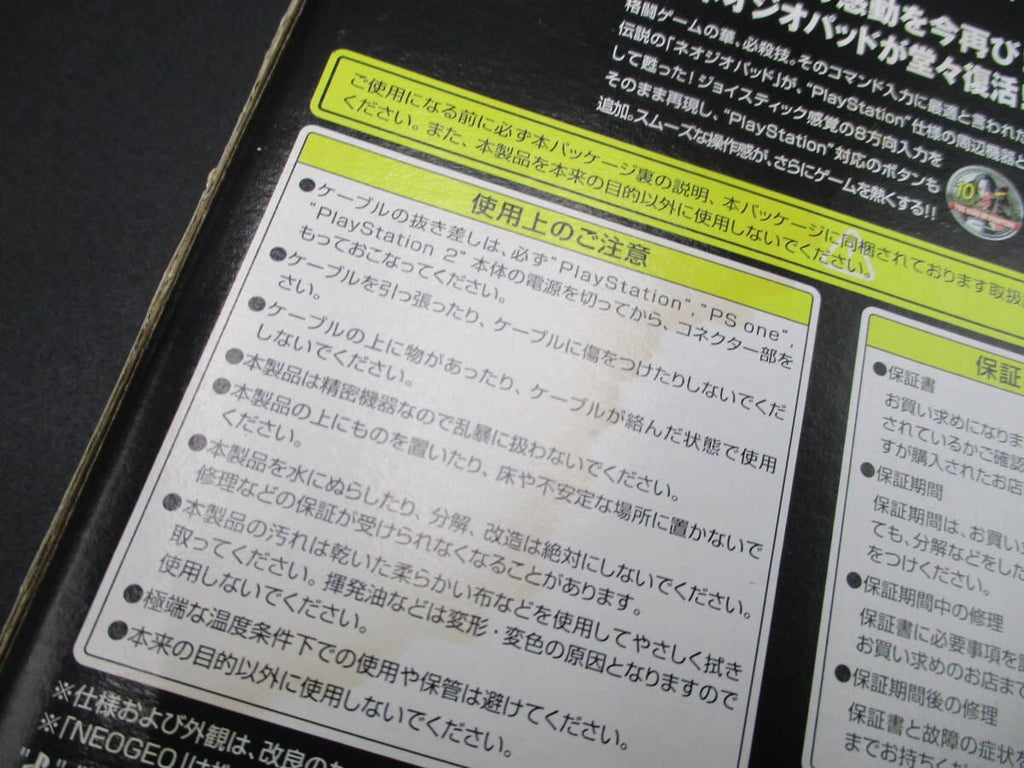 感動を今再び
ネオジオパッドが堂々復活
格闘ゲームの華、必殺技。そのコマンド入力に最適と言われた
伝説の「ネオジオパッド」が、"PlayStation"仕様の周辺機器と
して甦った!ジョイスティック感覚の8方向入力を
そのまま再現し、"PlayStation"対応のボタンも
追加。スムーズな操作感が、さらにゲームを熱くする!!
10
ご使用になる前に必ず本パッケージ裏の説明、本パッケージに同梱されております取扱
ください。また、本製品を本来の目的以外に使用しないでください。
使用上のご注意
●ケーブルの抜き差しは、必ず"PlayStation"、"PS one"、
"PlayStation 2"本体の電源を切ってから、コネクター部を
もっておこなってください。
●ケーブルを引っ張ったり、ケーブルに傷をつけたりしないでくだ
さい。
●ケーブルの上に物があったり、ケーブルが絡んだ状態で使用
しないでください。
●本製品は精密機器なので乱暴に扱わないでください。
●本製品の上にものを置いたり、床や不安定な場所に置かないで
ください。
●本製品を水にぬらしたり、分解、改造は絶対にしないでください。
修理などの保証が受けられなくなることがあります。
●本製品の汚れは乾いた柔らかい布などを使用してやさしく拭き
取ってください。揮発油などは変形・変色の原因となりますので
使用しないでください。
●極端な温度条件下での使用や保管は避けてください。
●本来の目的以外に使用しないでください。
※仕様および外観は、改良の
※「NEOGEO
保証
●保証書
お買い求めになりま
されているかご確認
すが購入されたお店
●保証期間
保証期間は、お買い
ても、分解などをした
をつけください。
●保証期間中の修理
保証書に必要事項を
お買い求めのお店まで
●保証期間後の修理
保証書と故障の症状
までお持ちくだ